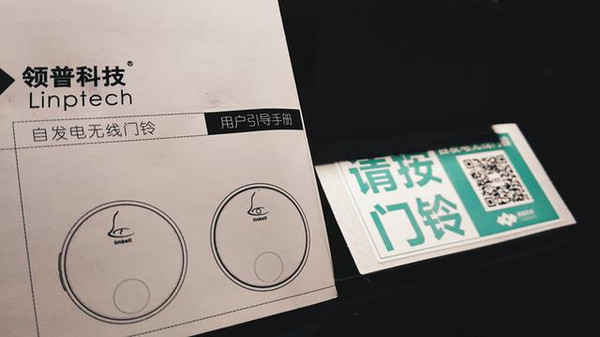 领普科技®
Linptech
自发电无线门铃
用户引导手册
linbell
linbell
请按
门铃